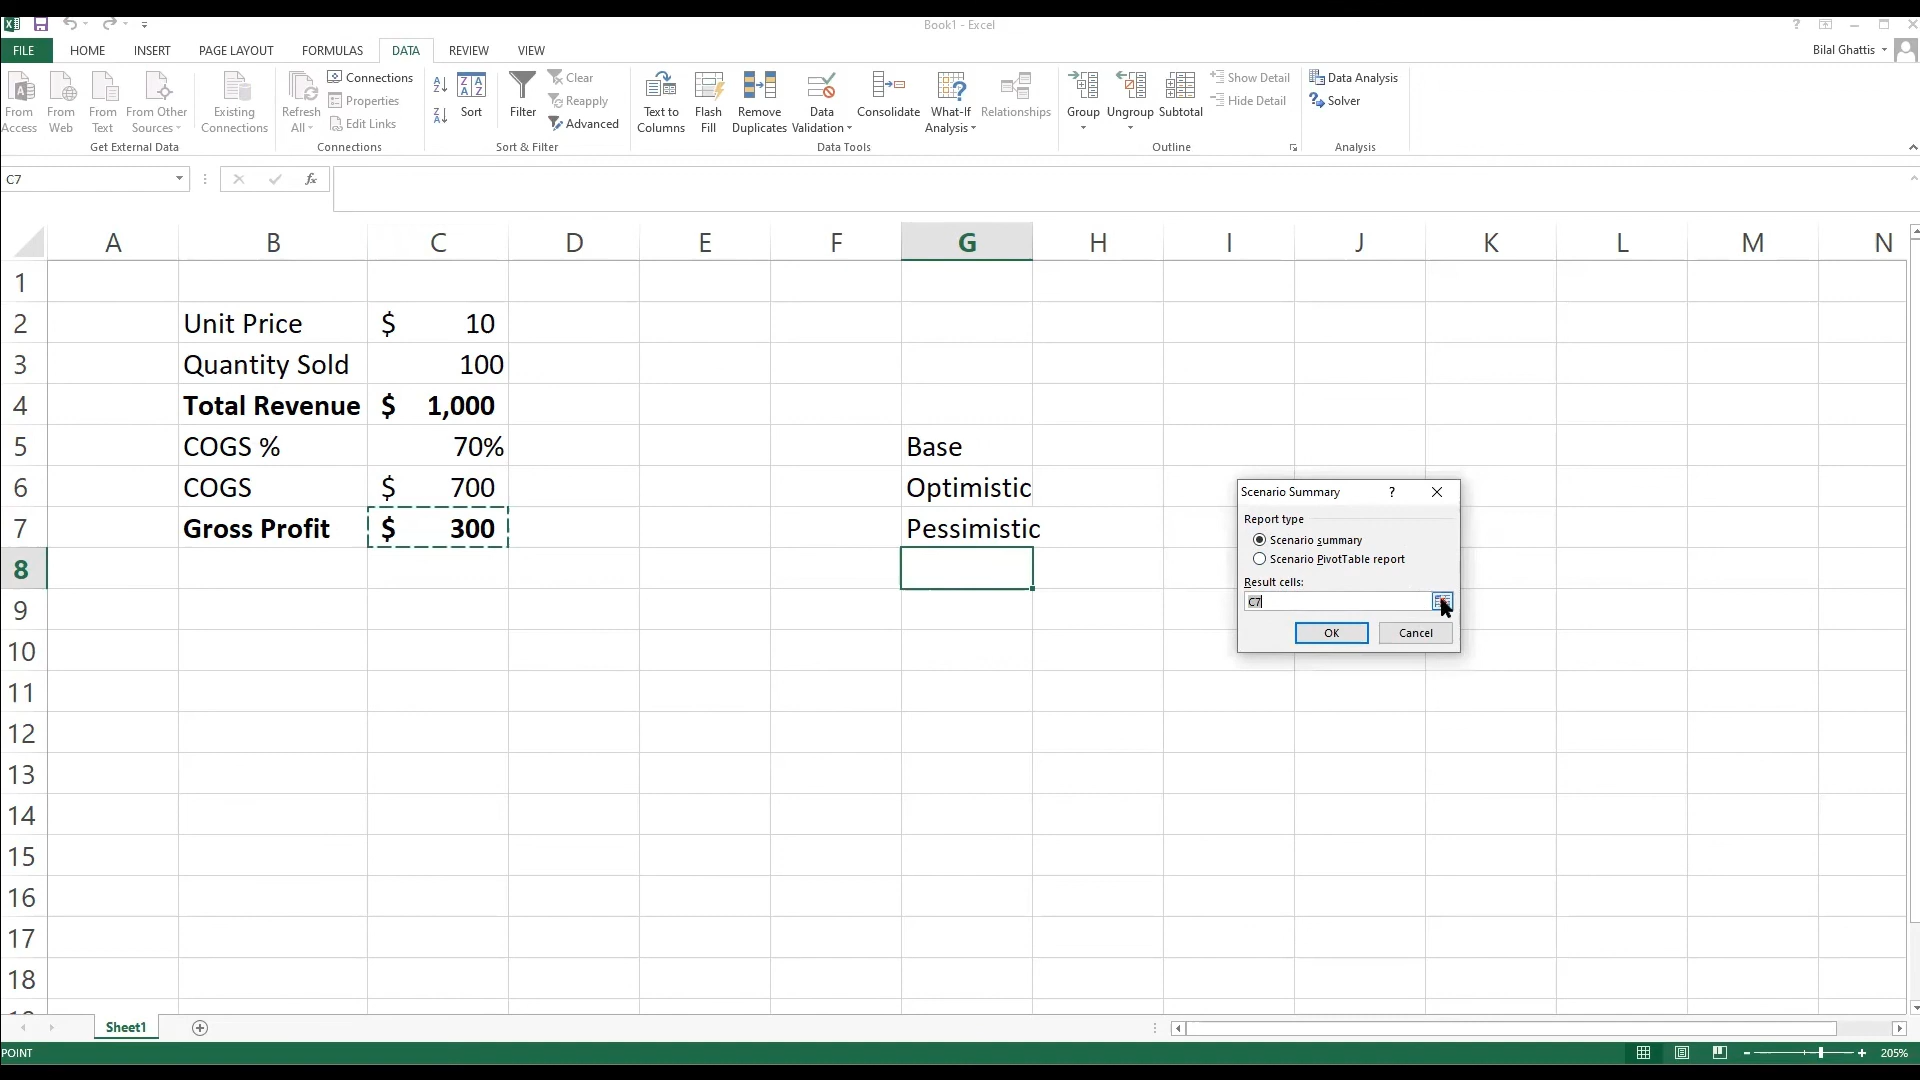 Book1 - Excel
?
FILE HOME INSERT PAGE LAYOUT FORMULAS DATA REVIEW VIEW
Bilal Ghattis
From Access
From Web
From Text
From Other Sources
Existing Connections
Get External Data
Refresh All
Connections
Properties
Edit Links
Connections
Sort
Filter
Clear
Reapply
Advanced
Sort & Filter
Text to Columns
Flash Fill
Remove Duplicates
Data Validation
Consolidate
What-If Analysis
Relationships
Data Tools
Group
Ungroup
Subtotal
Show Detail
Hide Detail
Outline
Data Analysis
Solver
Analysis
C7
fx
A B C D E F G H I J K L M N
1
2 Unit Price $ 10
3 Quantity Sold 100
4 Total Revenue $ 1,000
5 COGS % 70% Base
6 COGS $ 700 Optimistic
7 Gross Profit $ 300 Pessimistic
8
9
10
11
12
13
14
15
16
17
18
Scenario Summary ?
Report type
Scenario summary
Scenario PivotTable report
Result cells:
C7
OK Cancel
Sheet1
POINT
205%